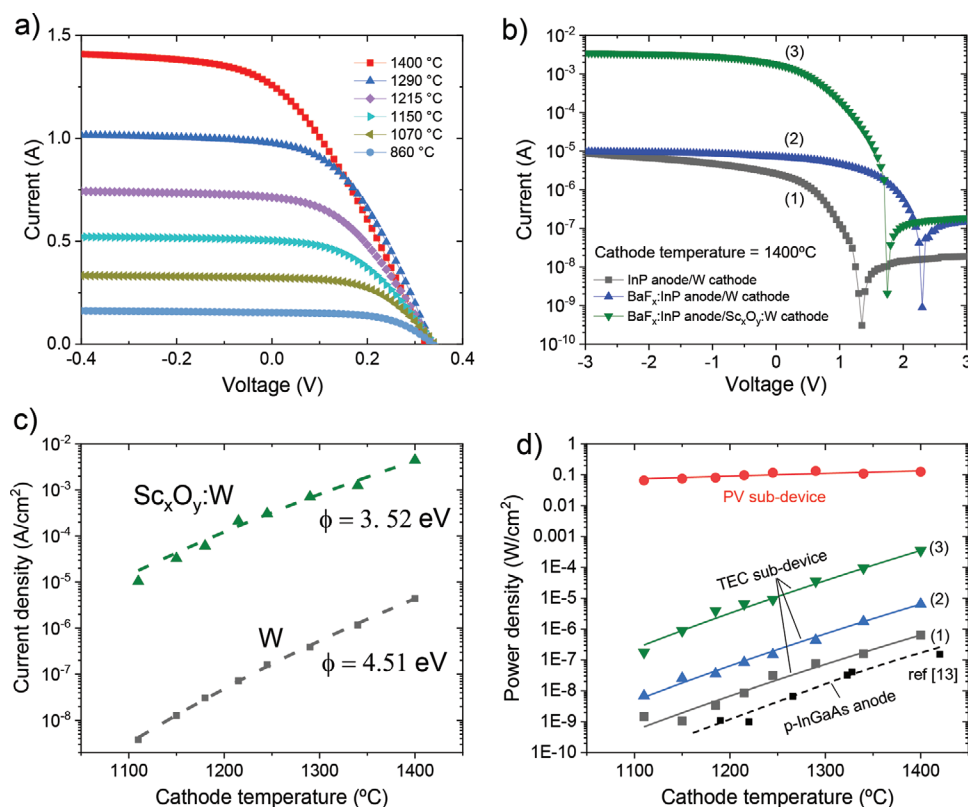 a)
1.5
1.0
0.5
0.0
Current (A)
-0.4
-0.2
0.0
0.2
0.4
Voltage (V)
1400 °C
1290 °C
1215 °C
1150 °C
1070 °C
860 °C
b)
10⁻²
10⁻³
10⁻⁴
10⁻⁵
10⁻⁶
10⁻⁷
10⁻⁸
10⁻⁹
10⁻¹⁰
Current (A)
(3)
(2)
(1)
Cathode temperature = 1400ºC
InP anode/W cathode
BaFₓ:InP anode/W cathode
BaFₓ:InP anode/ScₓOᵧ:W cathode
-3
-2
-1
0
1
2
3
Voltage (V)
c)
10⁻²
10⁻³
10⁻⁴
10⁻⁵
10⁻⁶
10⁻⁷
10⁻⁸
Current density (A/cm²)
ScₓOᵧ:W
ϕ = 3. 52 eV
W
ϕ = 4.51 eV
1100
1200
1300
1400
Cathode temperature (ºC)
d)
1
0.1
0.01
0.001
1E-4
1E-5
1E-6
1E-7
1E-8
1E-9
1E-10
Power density (W/cm²)
PV sub-device
TEC sub-device
(3)
(2)
(1)
ref [13]
p-InGaAs anode
1100
1200
1300
1400
Cathode temperature (ºC)